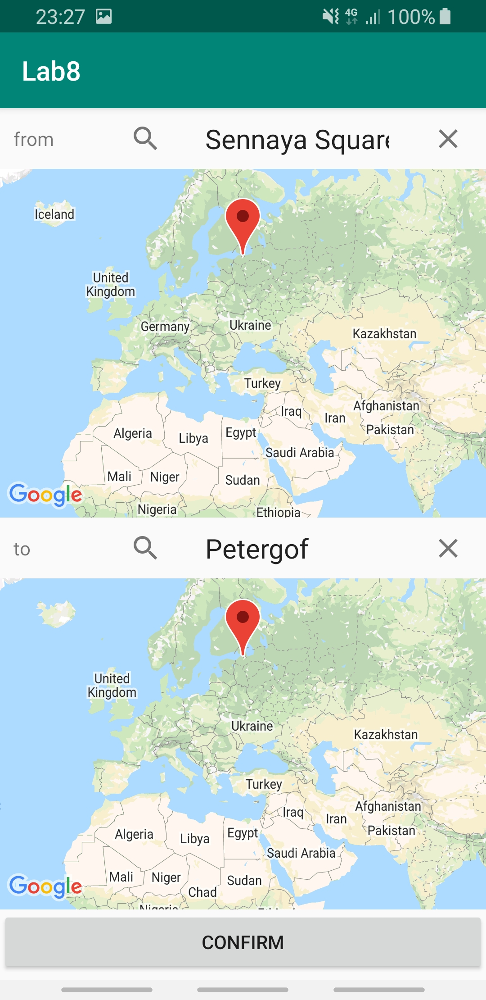 23:27 4G 100%
Lab8
from Sennaya Square
Iceland
United
Kingdom
Germany
Ukraine
Kazakhstan
Turkey
Iraq
Iran
Afghanistan
Pakistan
Algeria
Libya
Egypt
Saudi Arabia
Mali
Niger
Sudan
Google
Nigeria
Ethiopia
to Petergof
United
Kingdom
Ukraine
Kazakhstan
Turkey
Iraq
Iran
Afghanistan
Pakistan
Algeria
Libya
Egypt
Saudi Arabia
Mali
Niger
Sudan
Chad
Google
Nigeria
CONFIRM